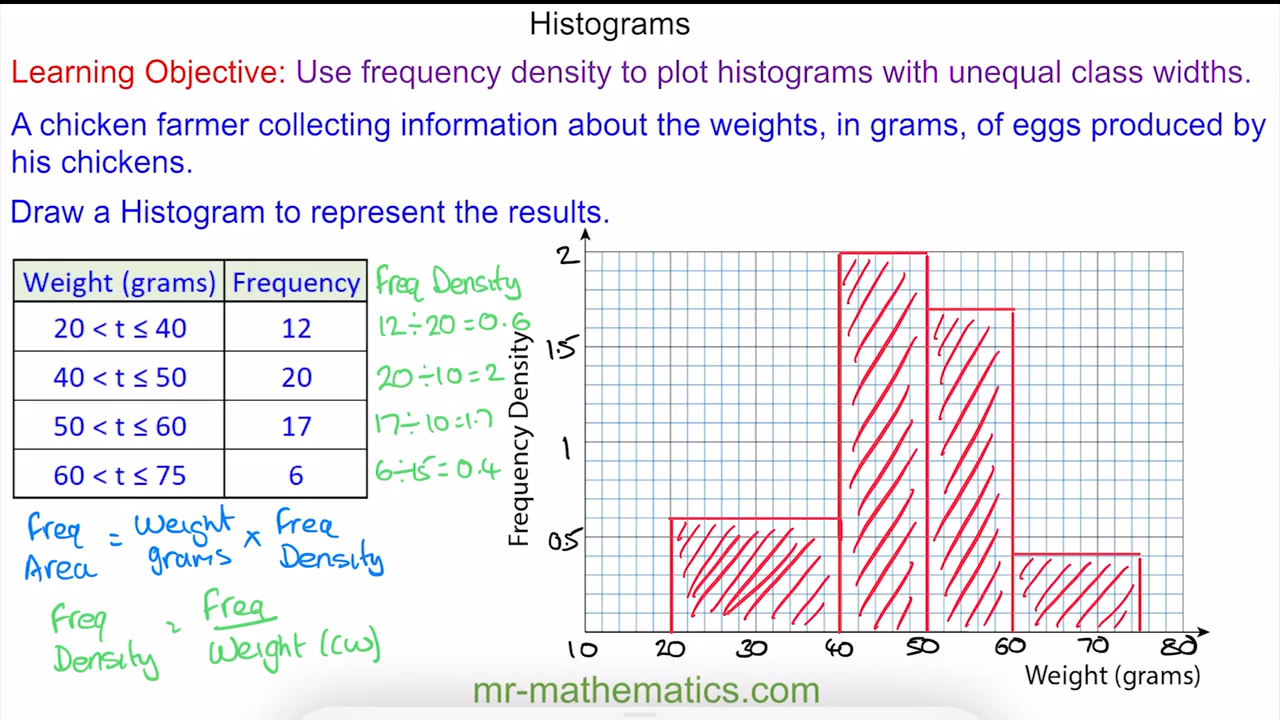 Histograms
Learning Objective: Use frequency density to plot histograms with unequal class widths.
A chicken farmer collecting information about the weights, in grams, of eggs produced by
his chickens.
Draw a Histogram to represent the results.
Weight (grams) Frequency Freq Density
20 < t ≤ 40 12 12÷20=0.6
40 < t ≤ 50 20 20÷10=2
50 < t ≤ 60 17 17÷10=1.7
60 < t ≤ 75 6 6÷15=0.4
Freq
Area = Weight
grams × Freq
Density
Freq
Density = Freq
Weight (cw)
Frequency Density
2
1.5
1
0.5
10 20 30 40 50 60 70 80
Weight (grams)
mr-mathematics.com